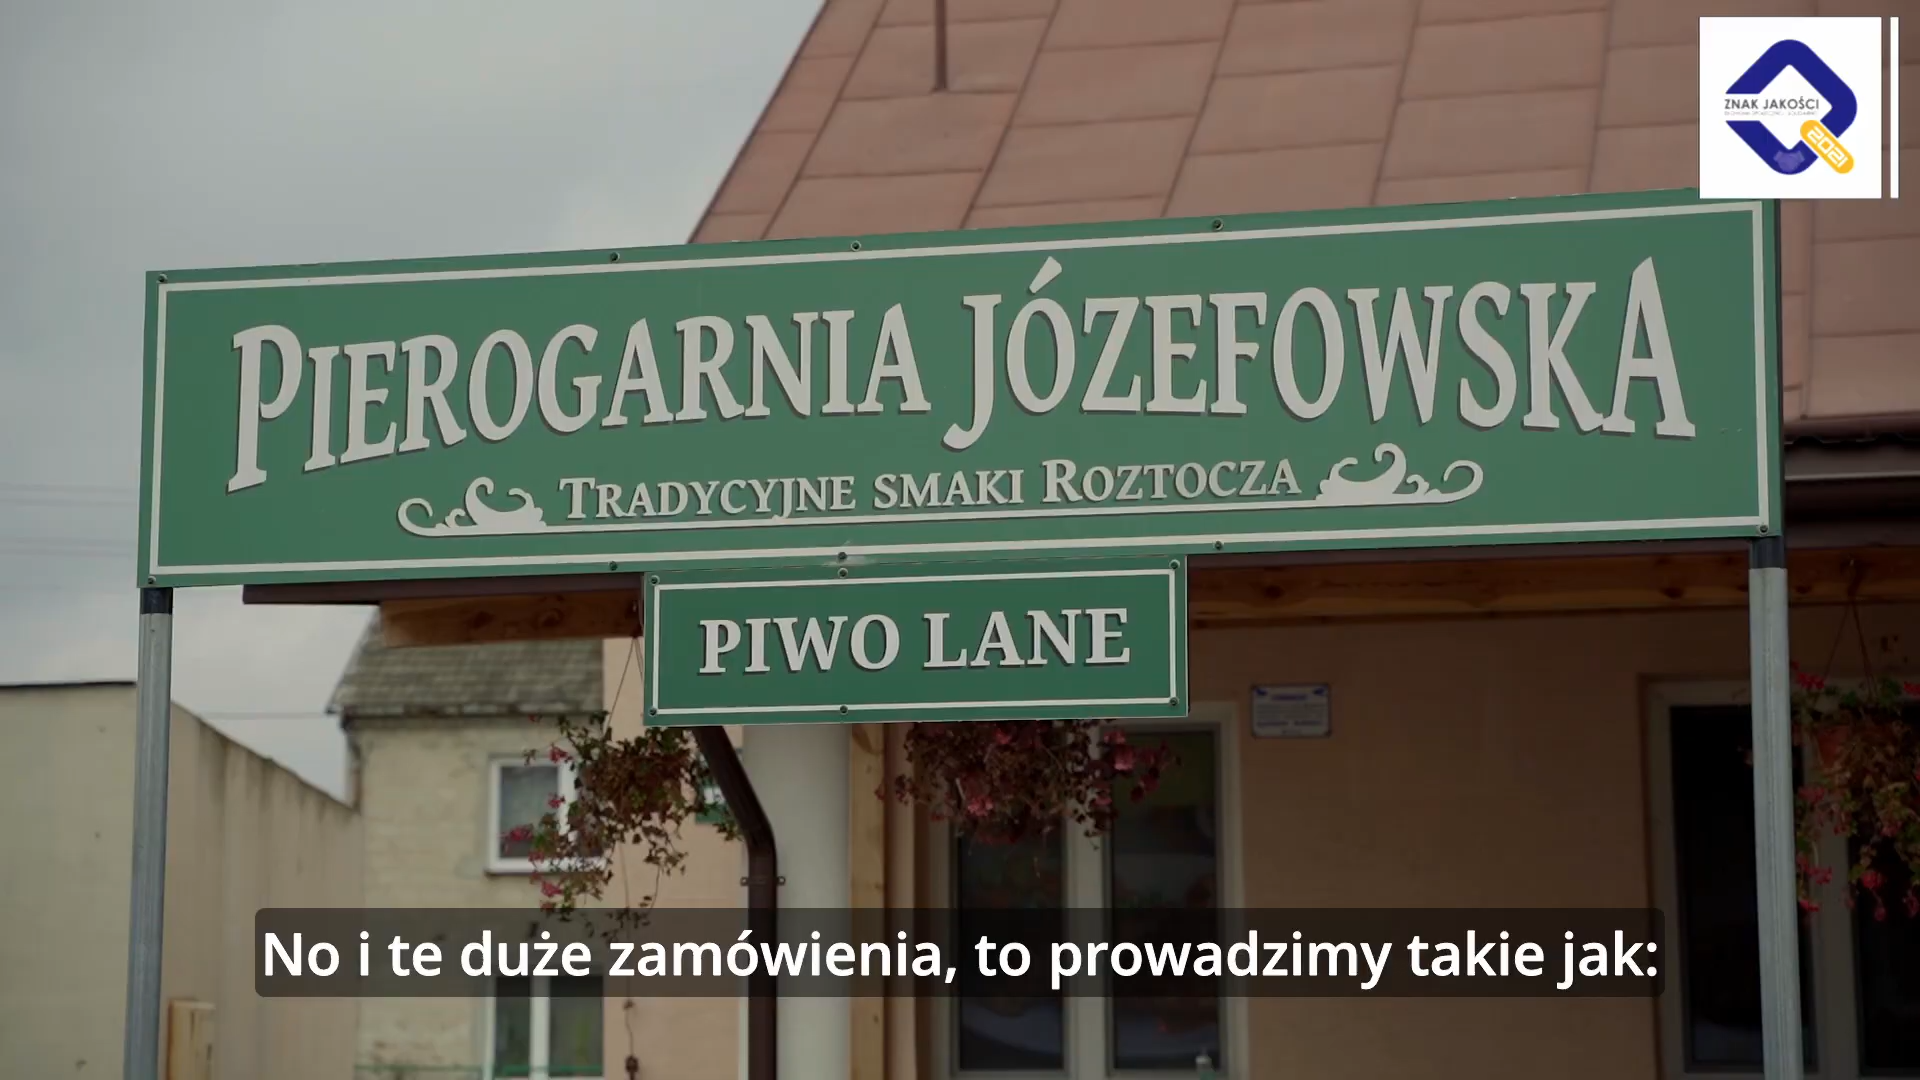 ZNAK JAKOŚCI
2021
PIEROGARNIA JÓZEFOWSKA
TRADYCYJNE SMAKI ROZTOCZA
PIWO LANE
No i te duże zamówienia, to prowadzimy takie jak: